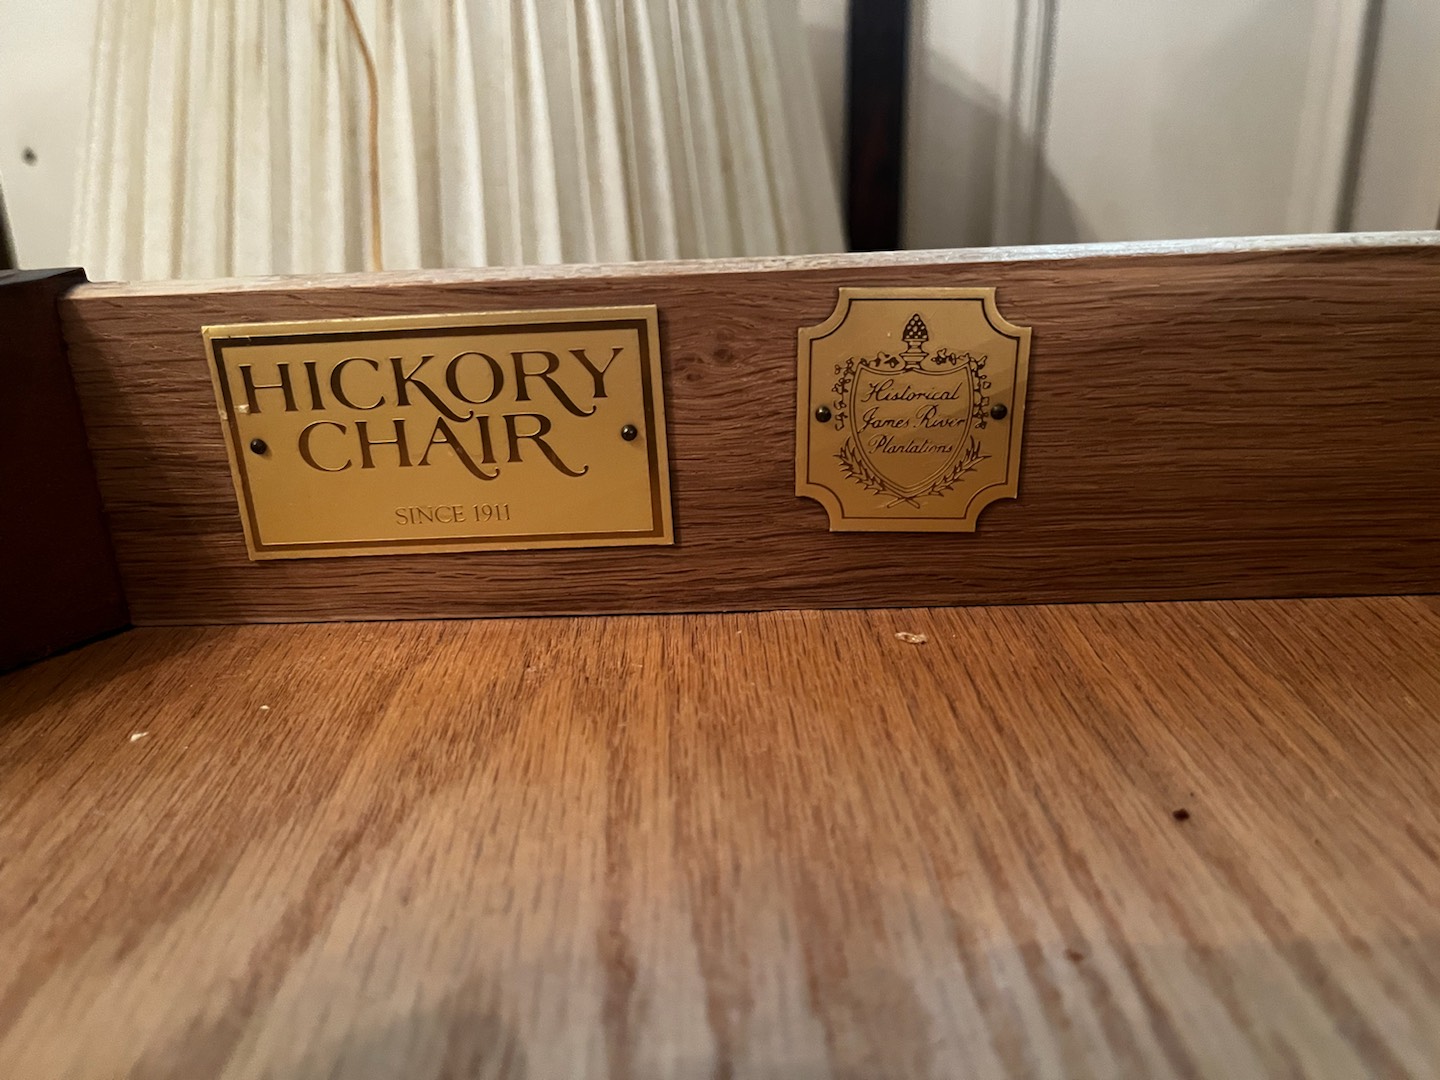 HICKORY
CHAIR
SINCE 1911
Historical
James River
Plantations